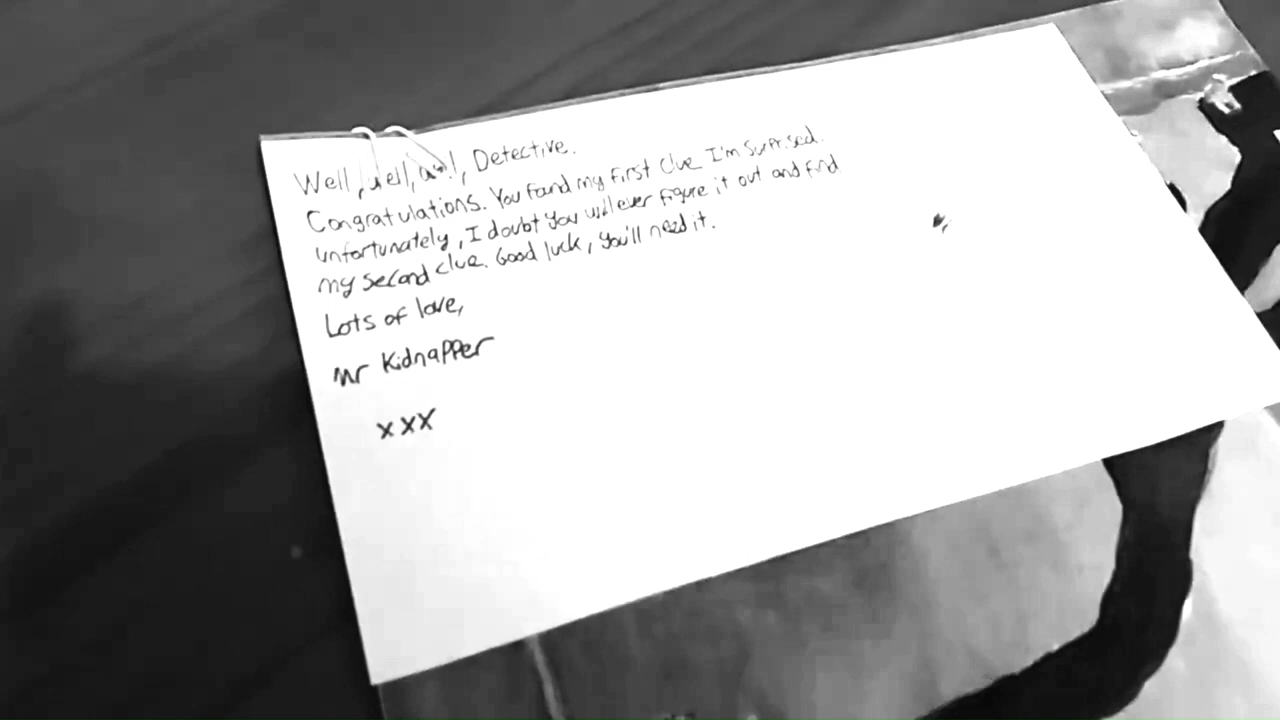 Well, well, well, Detective.
Congratulations. You found my first clue. I'm surprised.
Unfortunately, I doubt you will ever figure it out and find
my second clue. Good luck, you'll need it.
Lots of love,
Mr Kidnapper
xxx